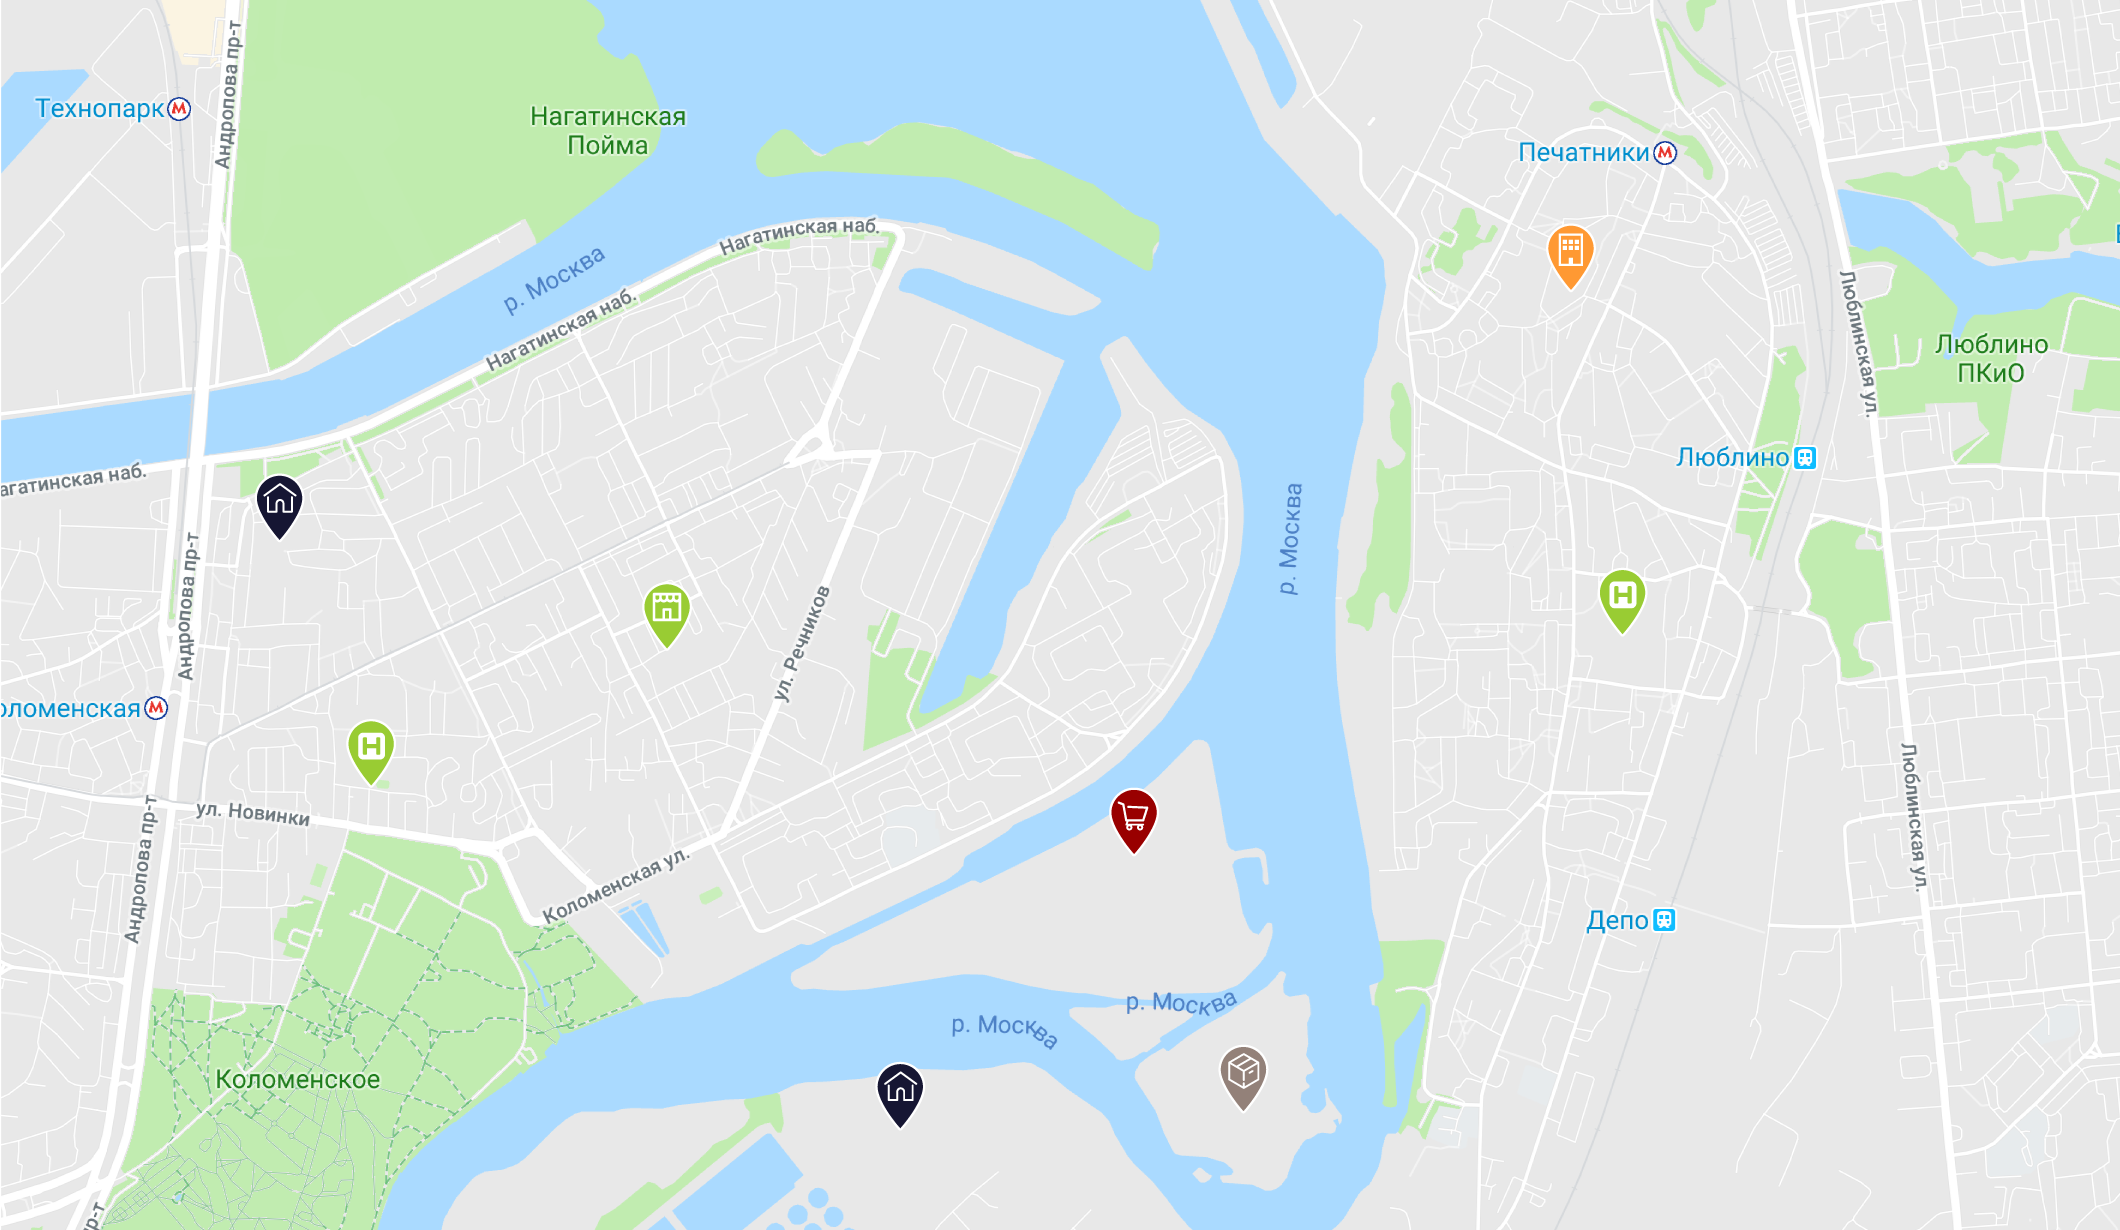 Андропова пр-т
Технопарк
М
Нагатинская
Пойма
Печатники
М
Нагатинская наб.
р. Москва
Нагатинская наб.
Люблинская ул.
Люблино
ПКиО
Люблино
агатинская наб.
р. Москва
Андропова пр-т
H
ул. Речников
оломенская
М
H
ул. Новинки
Люблинская ул.
Андропова пр-т
Коломенская ул.
Депо
р. Москва
р. Москва
Коломенское
р-т